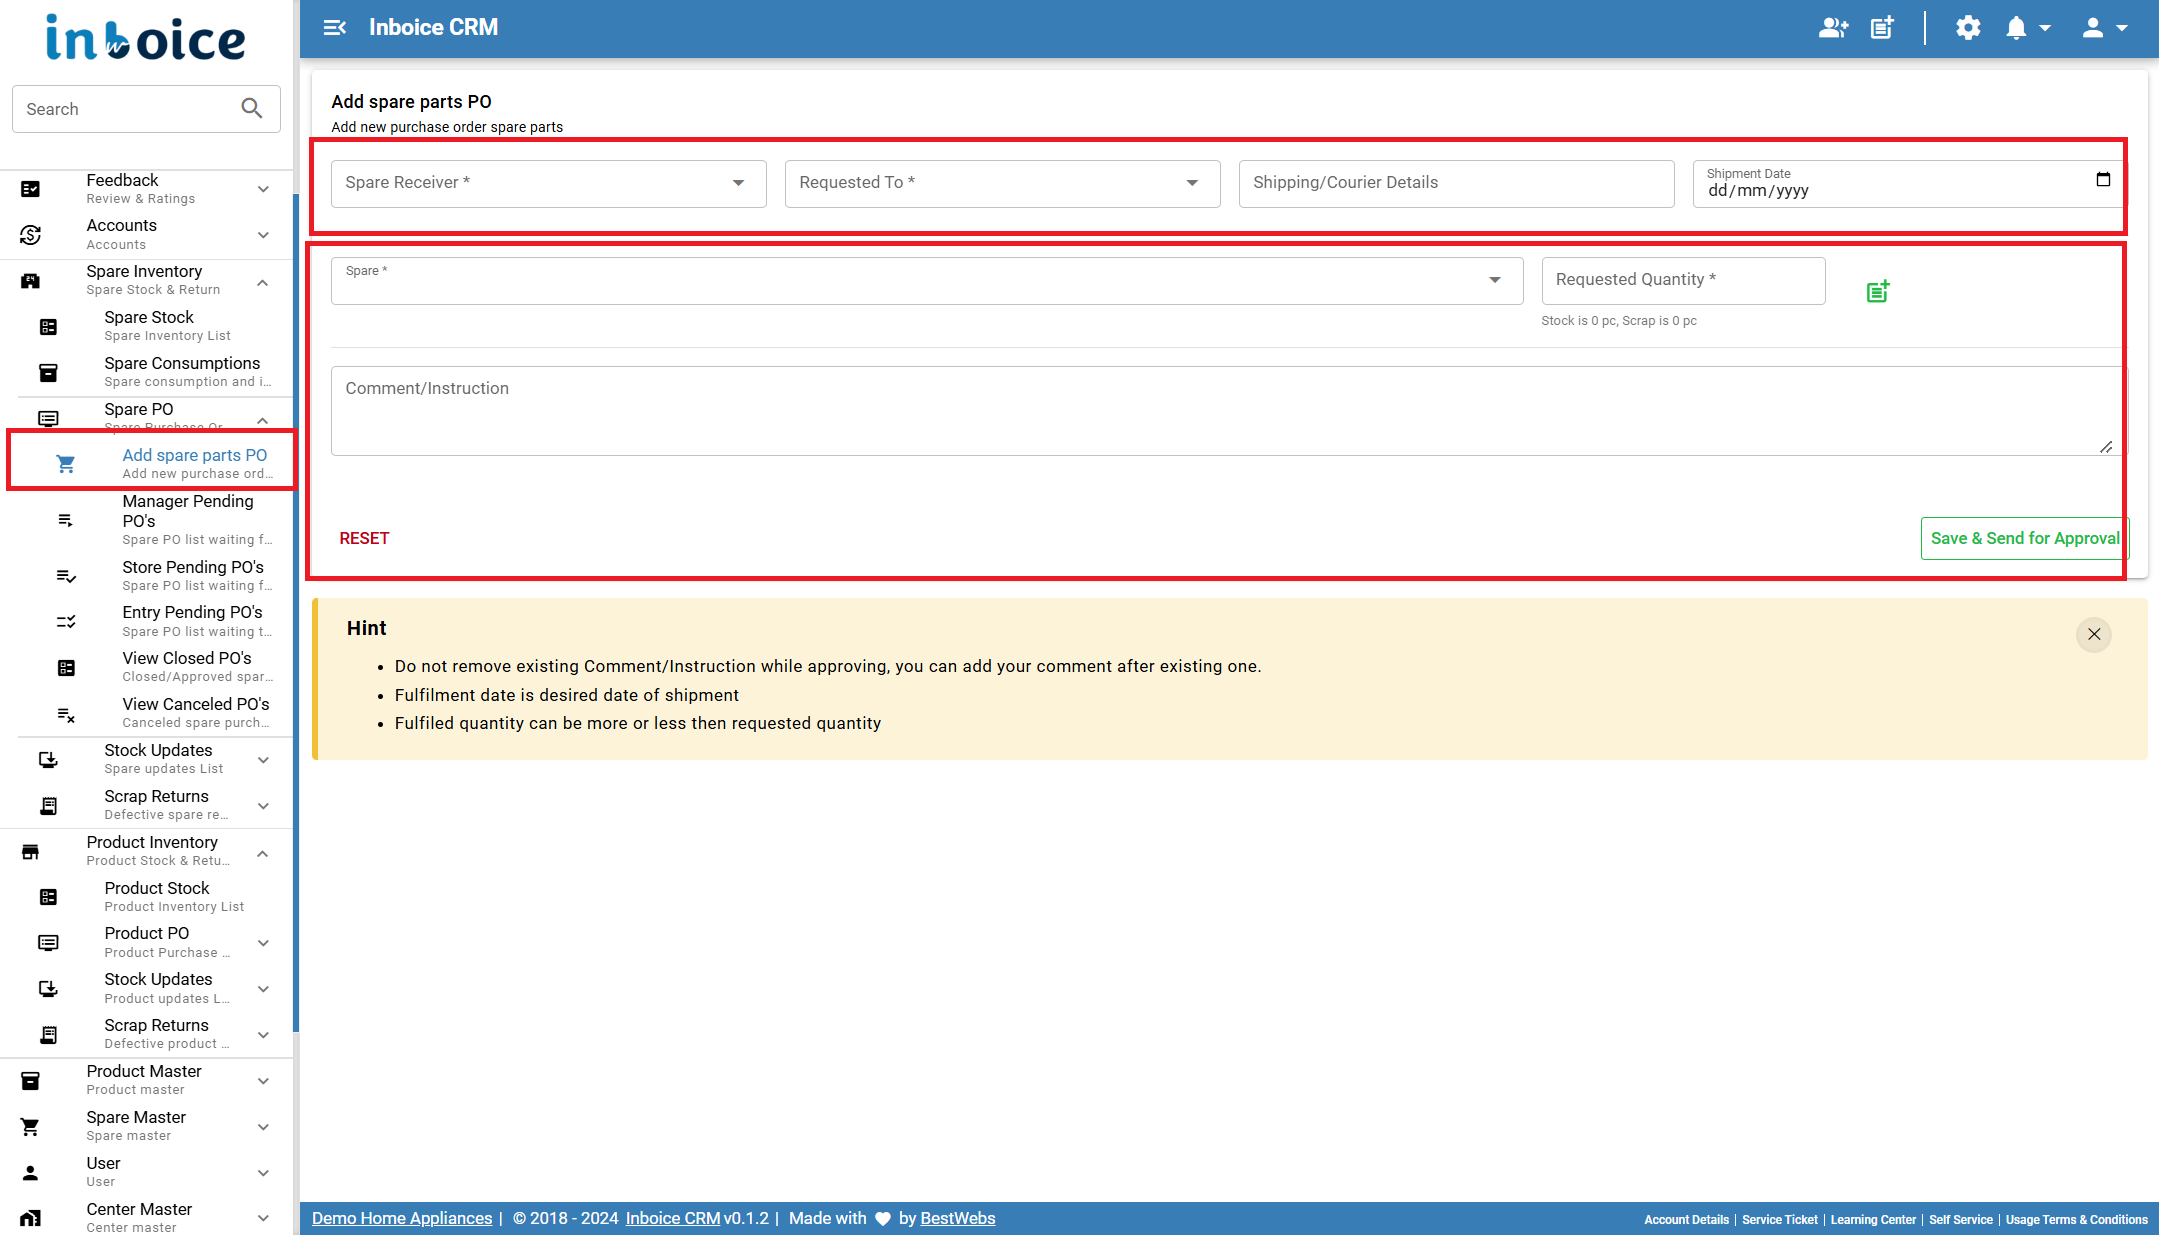 inboice
Search
Feedback
Review & Ratings
Accounts
Accounts
Spare Inventory
Spare Stock & Return
Spare Stock
Spare Inventory List
Spare Consumptions
Spare consumption and i...
Spare PO
Spare Purchase Or...
Add spare parts PO
Add new purchase ord...
Manager Pending
PO's
Spare PO list waiting f...
Store Pending PO's
Spare PO list waiting f...
Entry Pending PO's
Spare PO list waiting t...
View Closed PO's
Closed/Approved spar...
View Canceled PO's
Canceled spare purch...
Stock Updates
Spare updates List
Scrap Returns
Defective spare re...
Product Inventory
Product Stock & Retu...
Product Stock
Product Inventory List
Product PO
Product Purchase ...
Stock Updates
Product updates L...
Scrap Returns
Defective product ...
Product Master
Product master
Spare Master
Spare master
User
User
Center Master
Center master
Inboice CRM
Add spare parts PO
Add new purchase order spare parts
Spare Receiver * Requested To * Shipping/Courier Details Shipment Date
dd/mm/yyyy
Spare *
Requested Quantity *
Stock is 0 pc, Scrap is 0 pc
Comment/Instruction
RESET Save & Send for Approval
Hint
• Do not remove existing Comment/Instruction while approving, you can add your comment after existing one.
• Fulfilment date is desired date of shipment
• Fulfiled quantity can be more or less then requested quantity
Demo Home Appliances | © 2018 - 2024 Inboice CRM v0.1.2 | Made with ♥ by BestWebs
Account Details | Service Ticket | Learning Center | Self Service | Usage Terms & Conditions